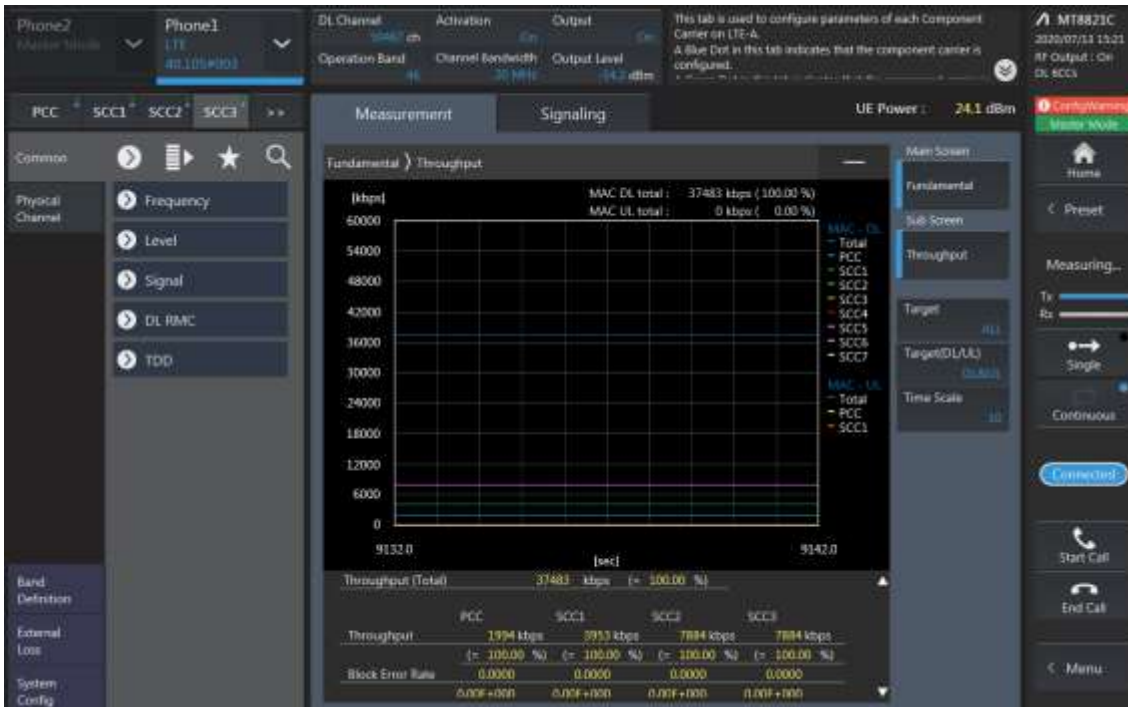 Phone2
Phone1
LTE
DL Channel
Activation
Output
ch
On
On
Operation Band
Channel Bandwidth
Output Level
46
20 MHz
dBm
This tab is used to configure parameters of each Component
Carrier on LTE-A.
A Blue Dot in this tab indicates that the component carrier is
configured.
MT8821C
2020/07/13 15:21
RF Output : On
DL 6CCs
PCC
SCC1
SCC2
SCC3
>>
Measurement
Signaling
UE Power :
24.1 dBm
ConfigWarning
Master Mode
Common
Physical
Channel
Frequency
Level
Signal
DL RMC
TDD
Fundamental
Throughput
Main Screen
Fundamental
Sub Screen
Throughput
Target
ALL
Target(DL/UL)
DL&UL
Time Scale
10
Home
< Preset
Measuring...
Tx
Rx
Single
Continuous
Connected
Start Call
End Call
< Menu
[kbps]
MAC DL total : 37483 kbps ( 100.00 %)
MAC UL total : 0 kbps ( 0.00 %)
60000
54000
48000
42000
36000
30000
24000
18000
12000
6000
0
9132.0
9142.0
[sec]
MAC - DL
Total
PCC
SCC1
SCC2
SCC3
SCC4
SCC5
SCC6
SCC7
MAC - UL
Total
PCC
SCC1
Throughput (Total) 37483 kbps (= 100.00 %)
PCC SCC1 SCC2 SCC3
Throughput 1994 kbps 3953 kbps 7884 kbps 7884 kbps
(= 100.00 %) (= 100.00 %) (= 100.00 %) (= 100.00 %)
Block Error Rate 0.0000 0.0000 0.0000 0.0000
0.00E+000 0.00E+000 0.00E+000 0.00E+000
Band
Definition
External
Loss
System
Config